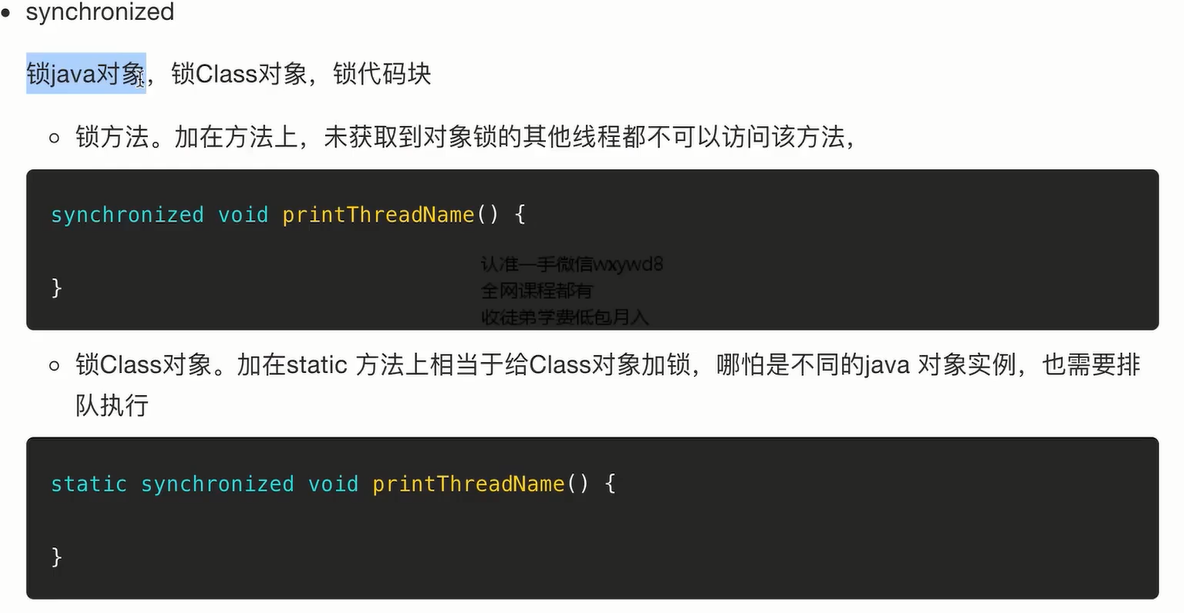 synchronized
锁java对象，锁Class对象，锁代码块
锁方法。加在方法上，未获取到对象锁的其他线程都不可以访问该方法，
synchronized void printThreadName() {
认准一手微信wxywd8
}
全网课程都有
收徒弟学费低包月入
锁Class对象。加在static 方法上相当于给Class对象加锁，哪怕是不同的java 对象实例，也需要排
队执行
static synchronized void printThreadName() {
}